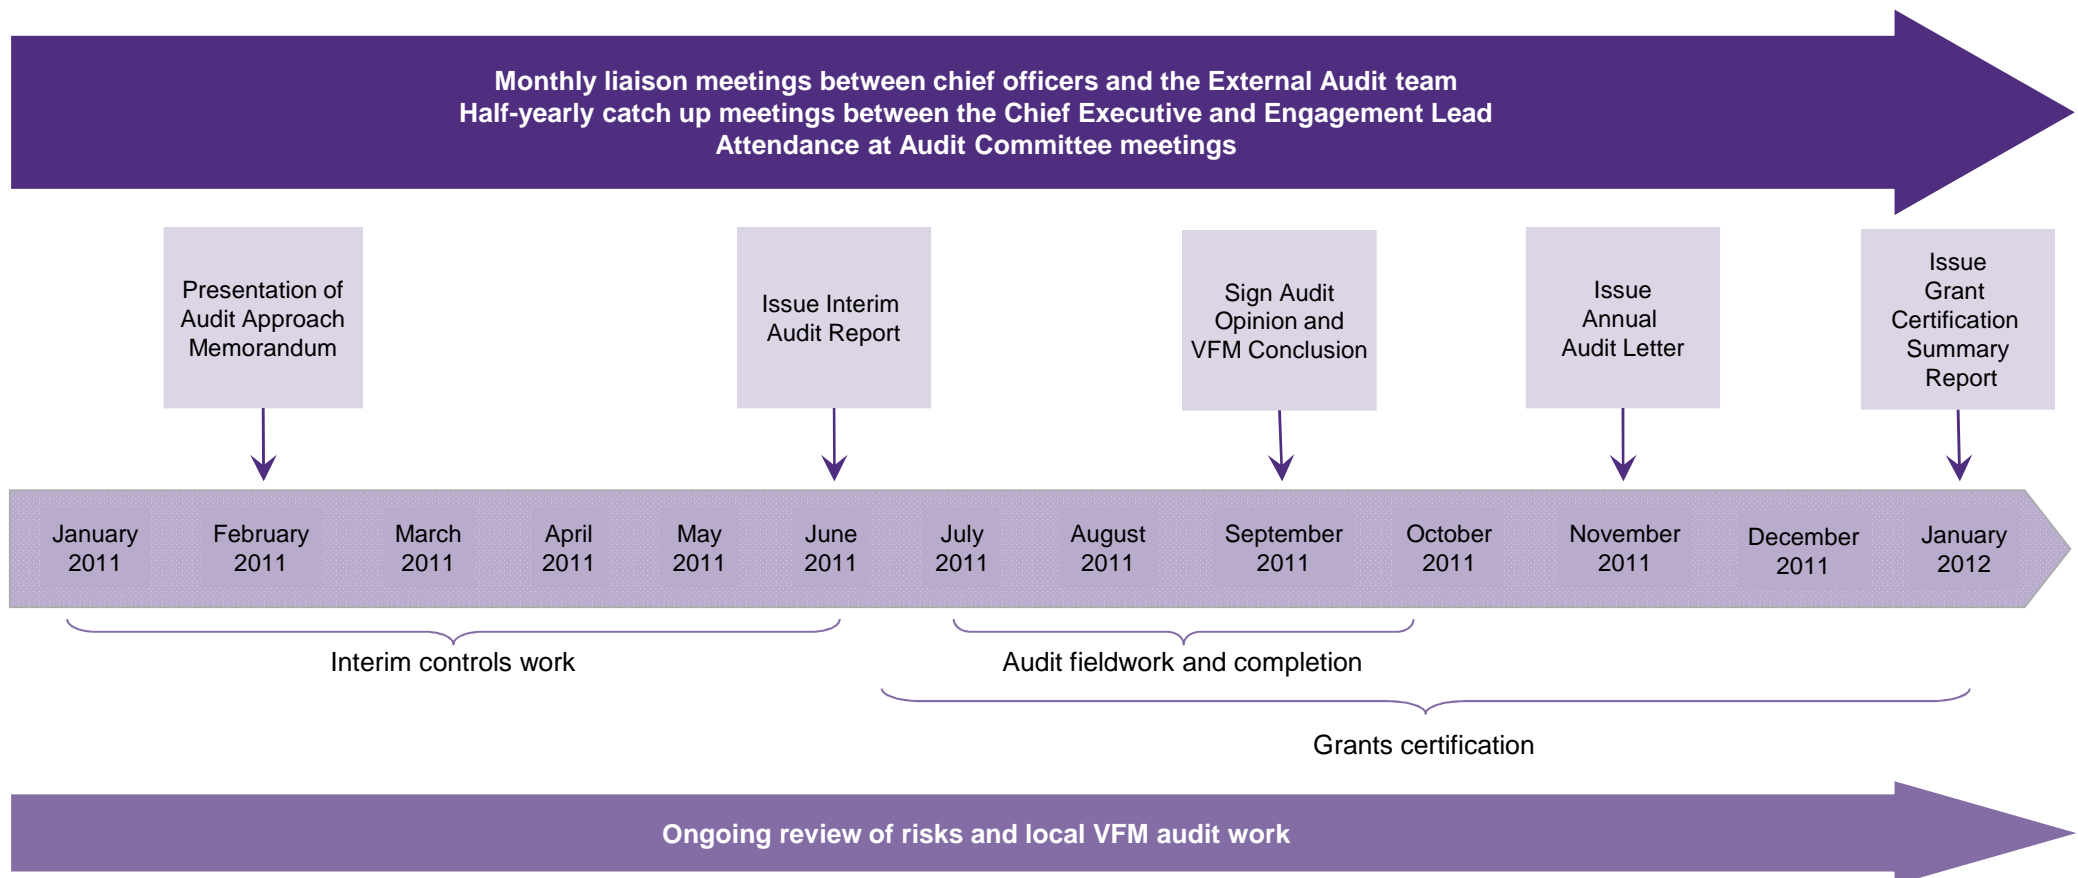 Monthly liaison meetings between chief officers and the External Audit team
Half-yearly catch up meetings between the Chief Executive and Engagement Lead
Attendance at Audit Committee meetings
Presentation of
Audit Approach
Memorandum
Issue Interim
Audit Report
Sign Audit
Opinion and
VFM Conclusion
Issue
Annual
Audit Letter
Issue
Grant
Certification
Summary
Report
January
2011
February
2011
March
2011
April
2011
May
2011
June
2011
July
2011
August
2011
September
2011
October
2011
November
2011
December
2011
January
2012
Interim controls work
Audit fieldwork and completion
Grants certification
Ongoing review of risks and local VFM audit work